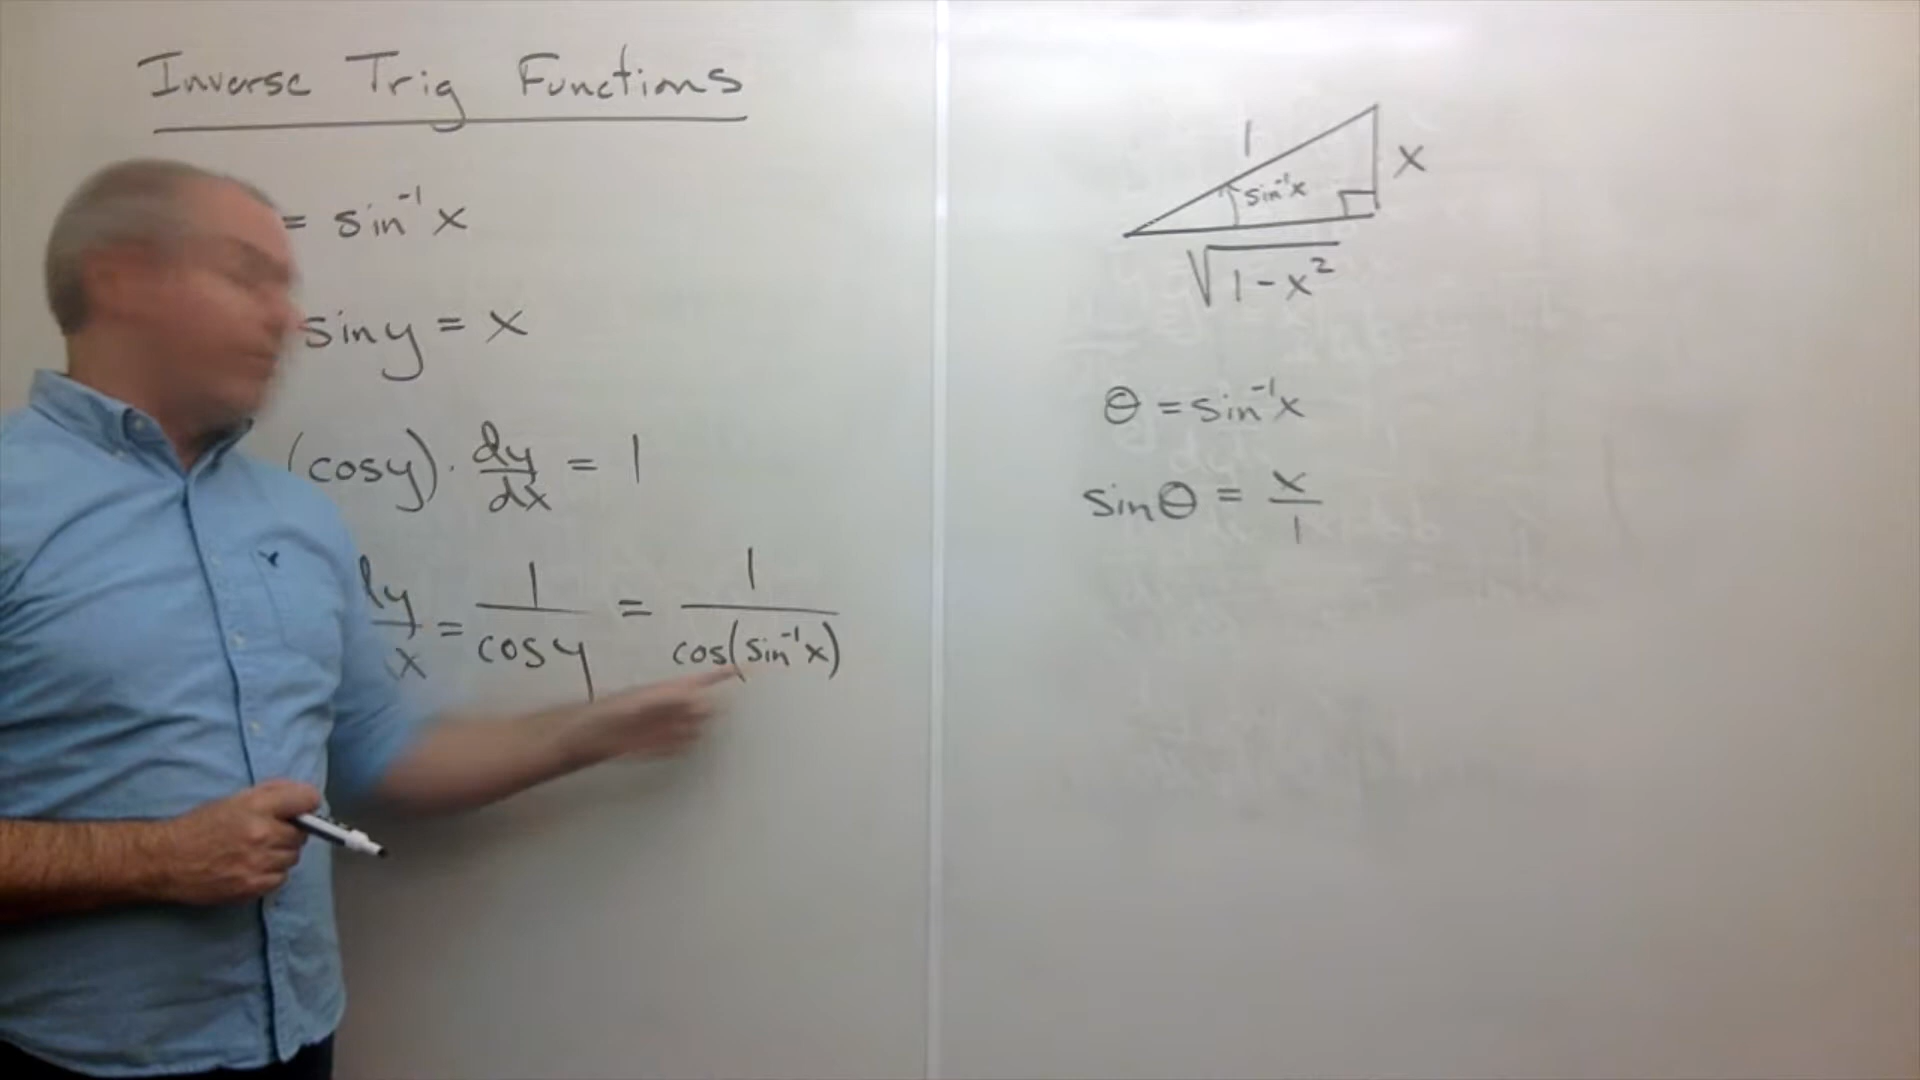 Inverse Trig Functions
= sin⁻¹ x
sin y = x
(cos y) · dy/dx = 1
dy/dx = 1/cos y = 1/cos(sin⁻¹x)
1
x
sin⁻¹x
√(1-x²)
θ = sin⁻¹x
sin θ = x/1